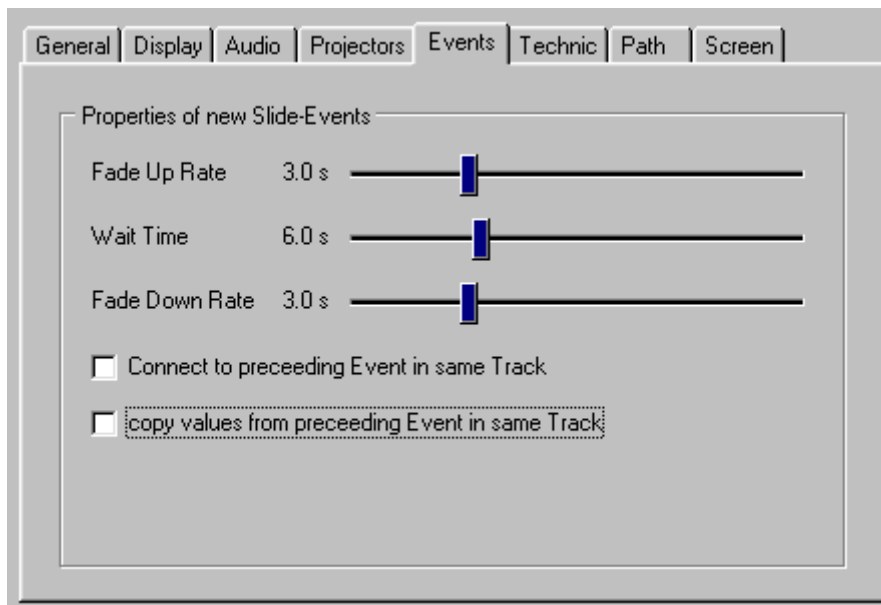 General Display Audio Projectors Events Technic Path Screen
Properties of new Slide-Events
Fade Up Rate 3.0 s
Wait Time 6.0 s
Fade Down Rate 3.0 s
Connect to preceeding Event in same Track
copy values from preceeding Event in same Track